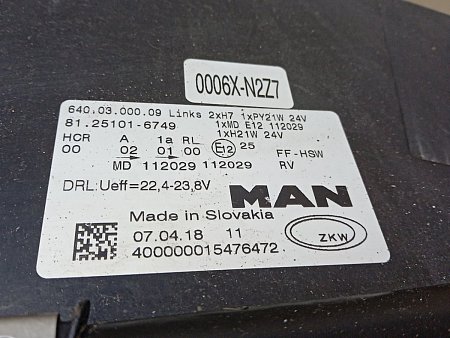 0006X-N2Z7
640.03.000.09 Links 2xH7 1xPY21W 24V
81.25101-6749 1xMD E12 112029
1xH21W 24V
HCR A 1a RL E12 25 FF-HSW
00 02 01 00 RV
MD 112029 112029
DRL:Ueff=22,4-23,8V
MAN
Made in Slovakia
07.04.18 11
400000015476472
ZKW